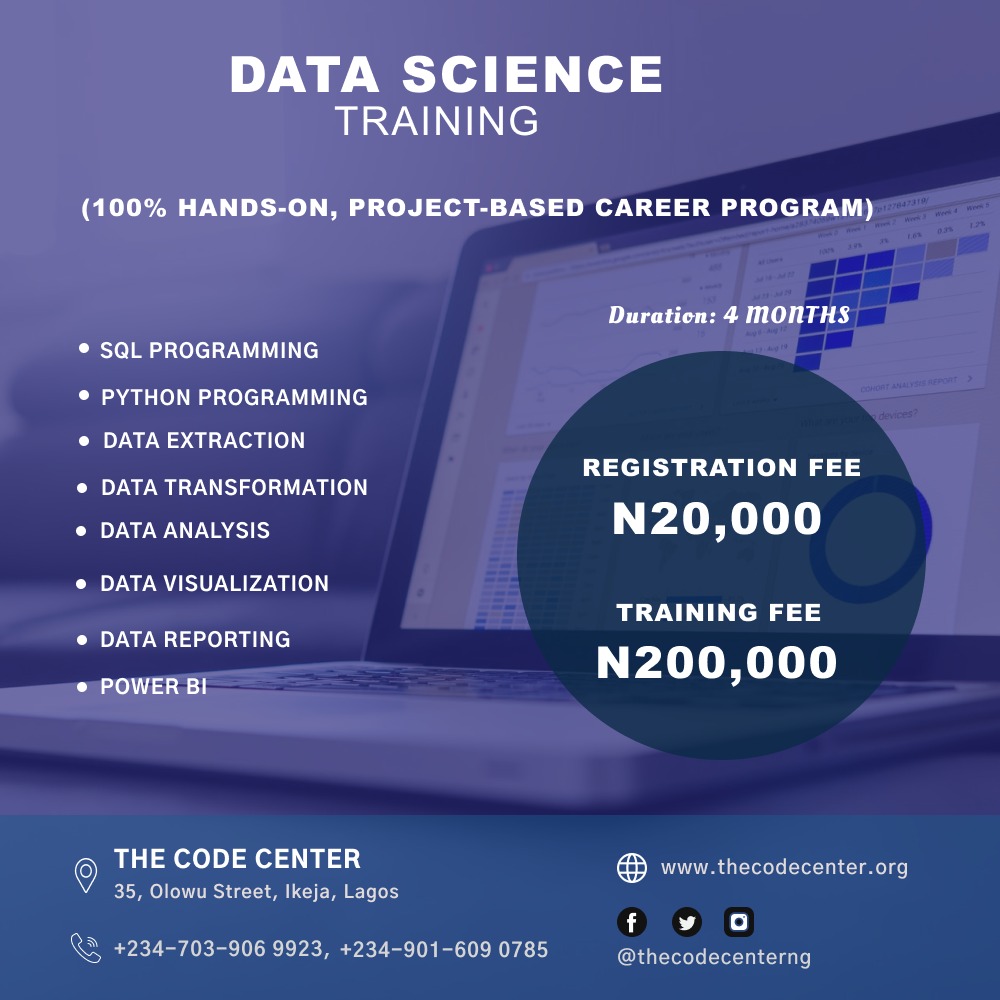 DATA SCIENCE
TRAINING
(100% HANDS-ON, PROJECT-BASED CAREER PROGRAM)
Duration: 4 MONTHS
• SQL PROGRAMMING
• PYTHON PROGRAMMING
• DATA EXTRACTION
• DATA TRANSFORMATION
• DATA ANALYSIS
• DATA VISUALIZATION
• DATA REPORTING
• POWER BI
REGISTRATION FEE
N20,000
TRAINING FEE
N200,000
COHORT ANALYSIS REPORT
THE CODE CENTER
35, Olowu Street, Ikeja, Lagos
+234-703-906 9923, +234-901-609 0785
www.thecodecenter.org
@thecodecenterng